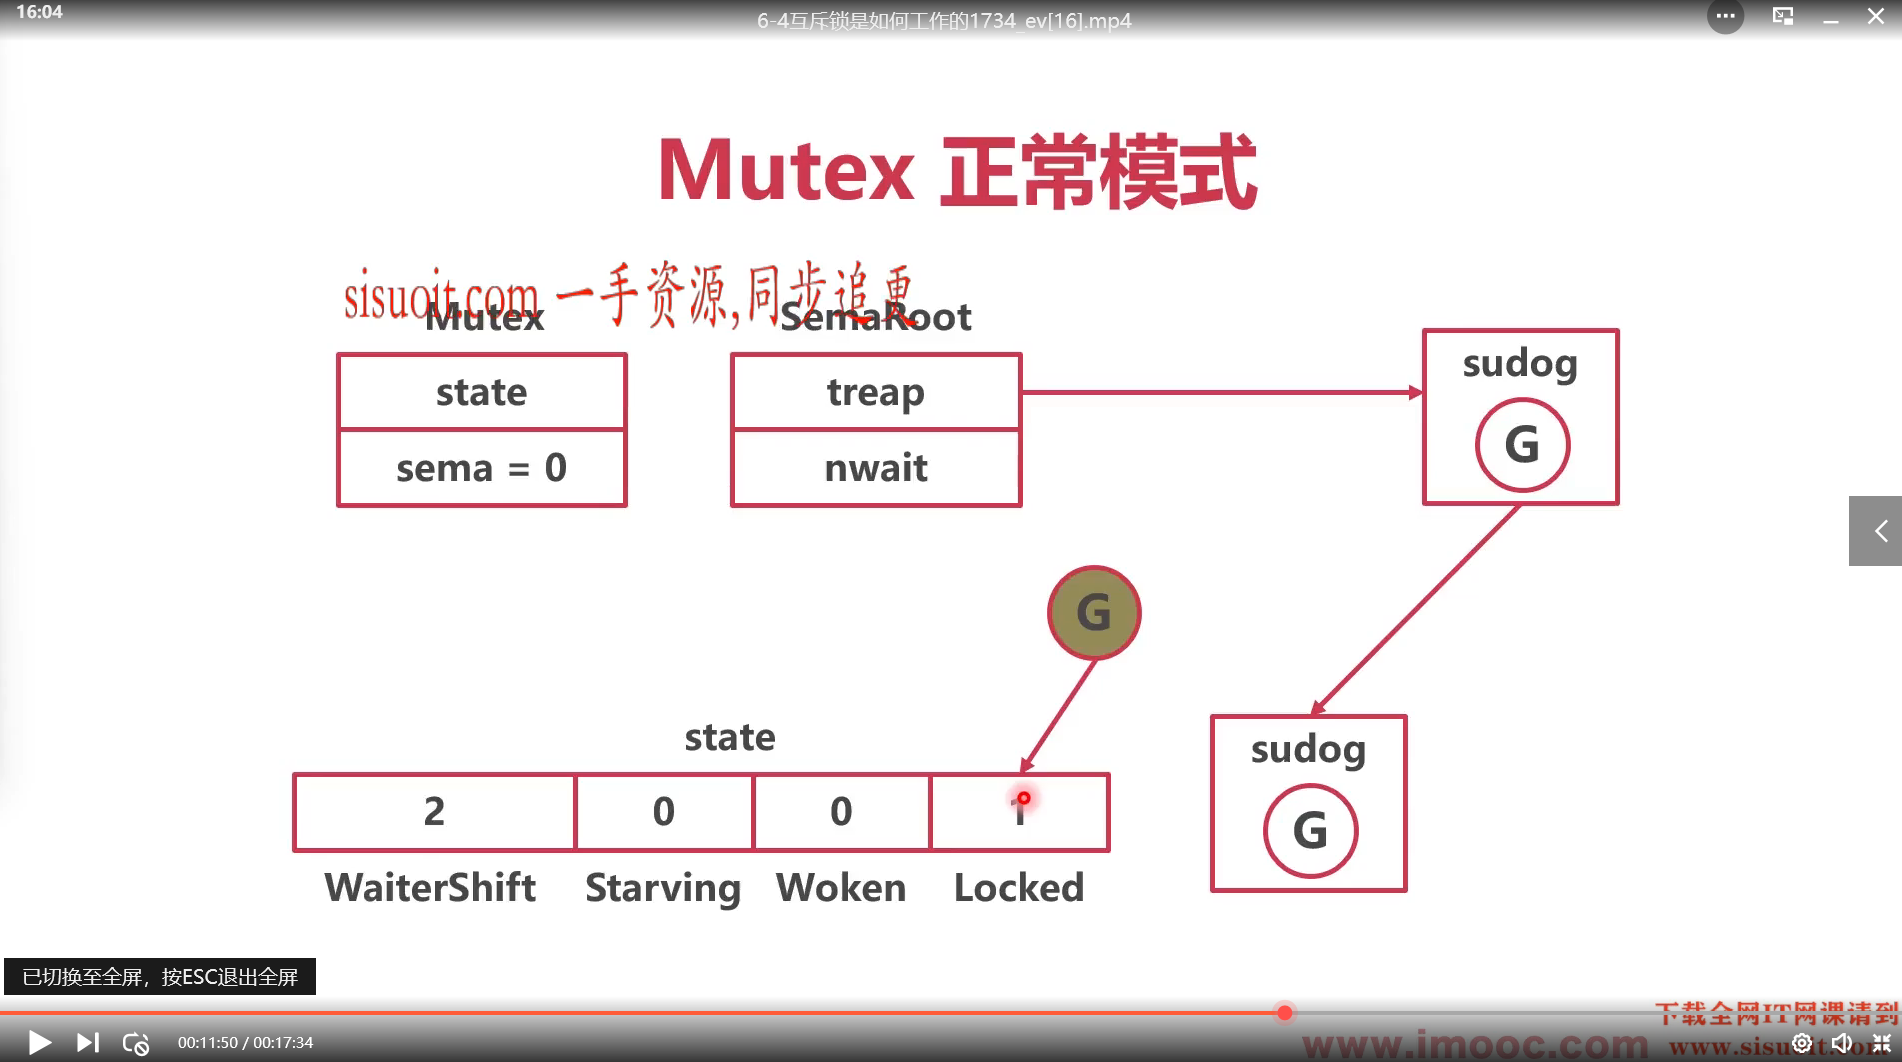 16:04
6-4互斥锁是如何工作的1734_ev[16].mp4
Mutex 正常模式
sisuoit.com 一手资源,同步追更
Mutex
SemaRoot
state
treap
sema = 0
nwait
sudog
G
G
state
sudog
G
2
0
0
1
WaiterShift
Starving
Woken
Locked
已切换至全屏，按ESC退出全屏
下载全网IT网课请到
00:11:50 / 00:17:34
www.imooc.com
www.sisuoit.com